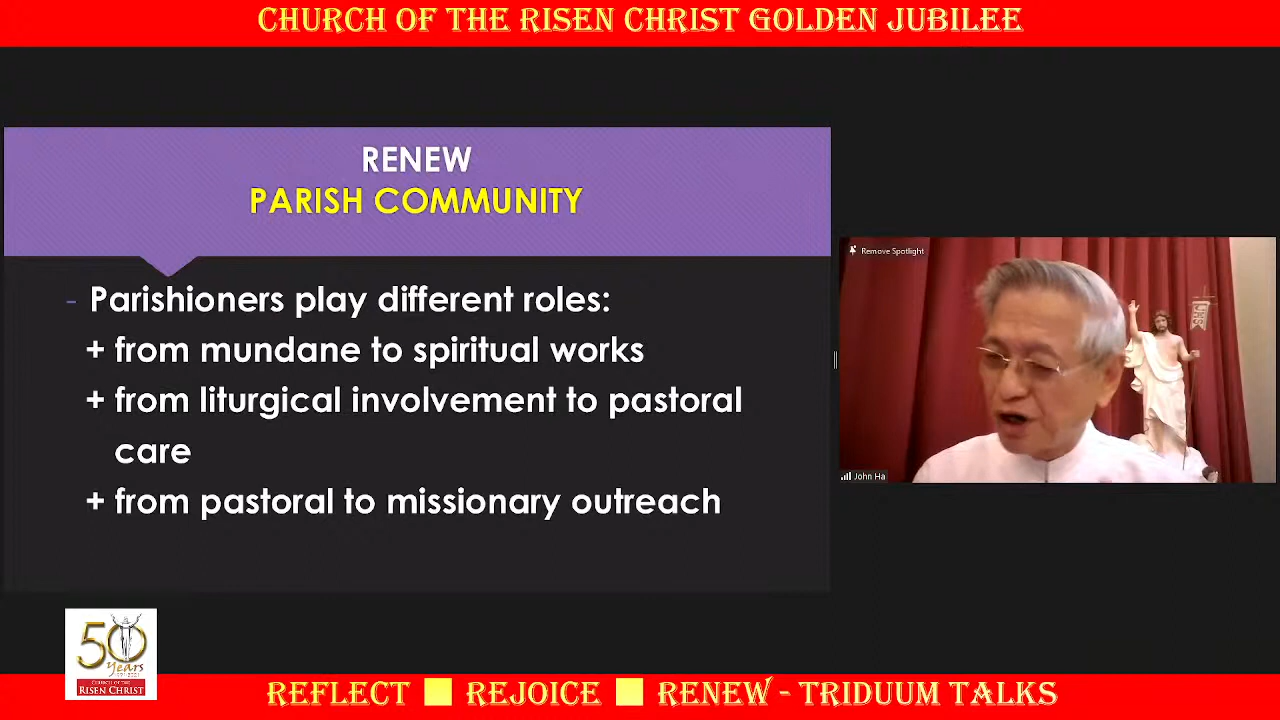 CHURCH OF THE RISEN CHRIST GOLDEN JUBILEE
RENEW
PARISH COMMUNITY
- Parishioners play different roles:
+ from mundane to spiritual works
+ from liturgical involvement to pastoral
care
+ from pastoral to missionary outreach
Remove Spotlight
John Ha
50
Years
CHURCH OF THE
RISEN CHRIST
REFLECT REJOICE RENEW - TRIDUUM TALKS